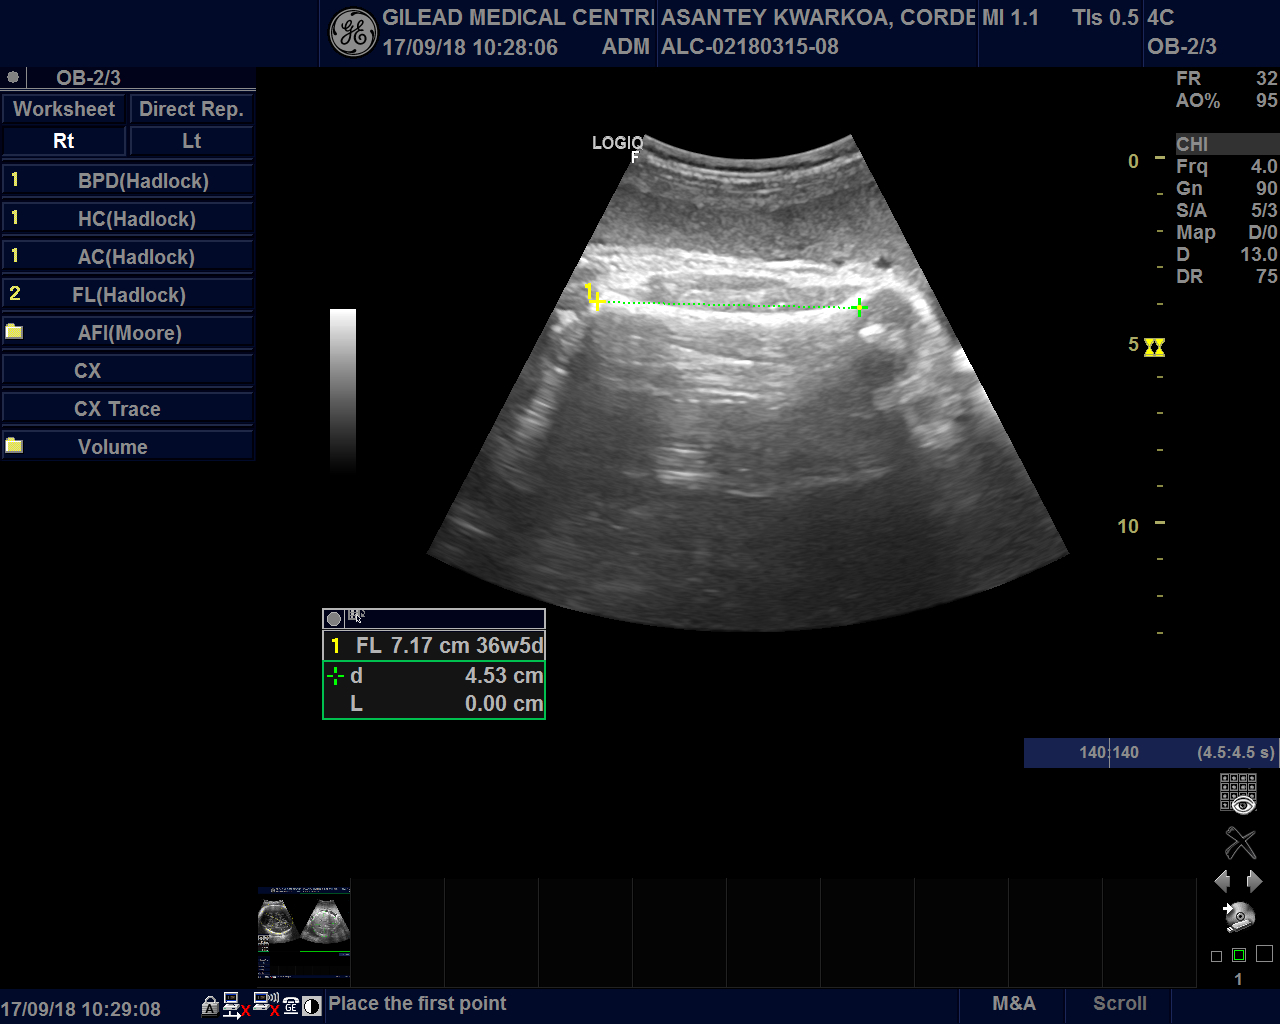 GILEAD MEDICAL CENTR
17/09/18 10:28:06 ADM
ASANTEY KWARKOA, CORDE
ALC-02180315-08
MI 1.1 TIs 0.5
4C
OB-2/3
OB-2/3
Worksheet Direct Rep.
Rt Lt
1 BPD(Hadlock)
1 HC(Hadlock)
1 AC(Hadlock)
2 FL(Hadlock)
AFI(Moore)
CX
CX Trace
Volume
LOGIQ
F
1
0
5
10
FR 32
AO% 95
CHI
Frq 4.0
Gn 90
S/A 5/3
Map D/0
D 13.0
DR 75
1 FL 7.17 cm 36w5d
d 4.53 cm
L 0.00 cm
140:140 (4.5:4.5 s)
1
17/09/18 10:29:08
Place the first point
M&A
Scroll